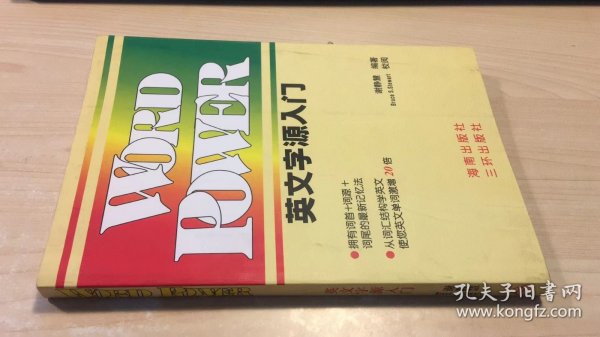 WORD
POWER
英文字源入门
谢静慧 编著
Bruce S. Stewart 校阅
●拥有词首+词源+
词尾的最新记忆法
●从词汇结构学英文
使您英文单词激增20倍
海南出版社
三环出版社
英文字源入门
孔夫子旧书网
www.kongfz.com